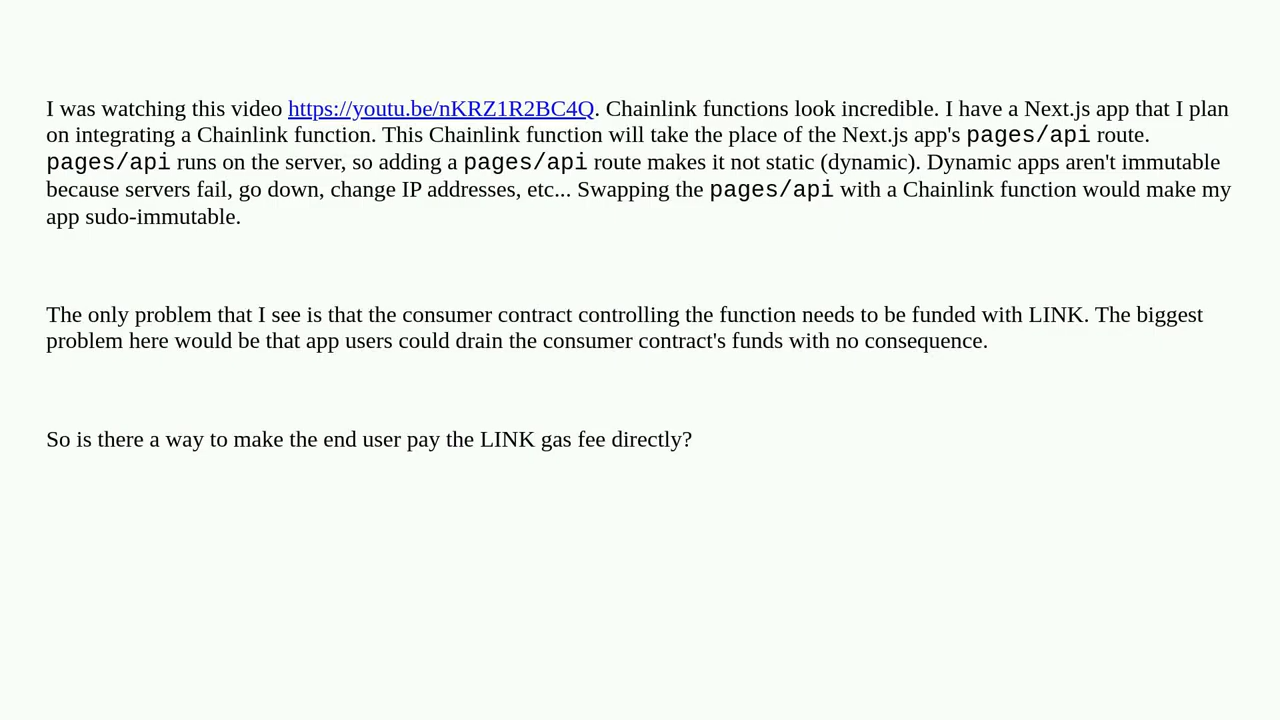 I was watching this video https://youtu.be/nKRZ1R2BC4Q. Chainlink functions look incredible. I have a Next.js app that I plan
on integrating a Chainlink function. This Chainlink function will take the place of the Next.js app's pages/api route.
pages/api runs on the server, so adding a pages/api route makes it not static (dynamic). Dynamic apps aren't immutable
because servers fail, go down, change IP addresses, etc... Swapping the pages/api with a Chainlink function would make my
app sudo-immutable.
The only problem that I see is that the consumer contract controlling the function needs to be funded with LINK. The biggest
problem here would be that app users could drain the consumer contract's funds with no consequence.
So is there a way to make the end user pay the LINK gas fee directly?